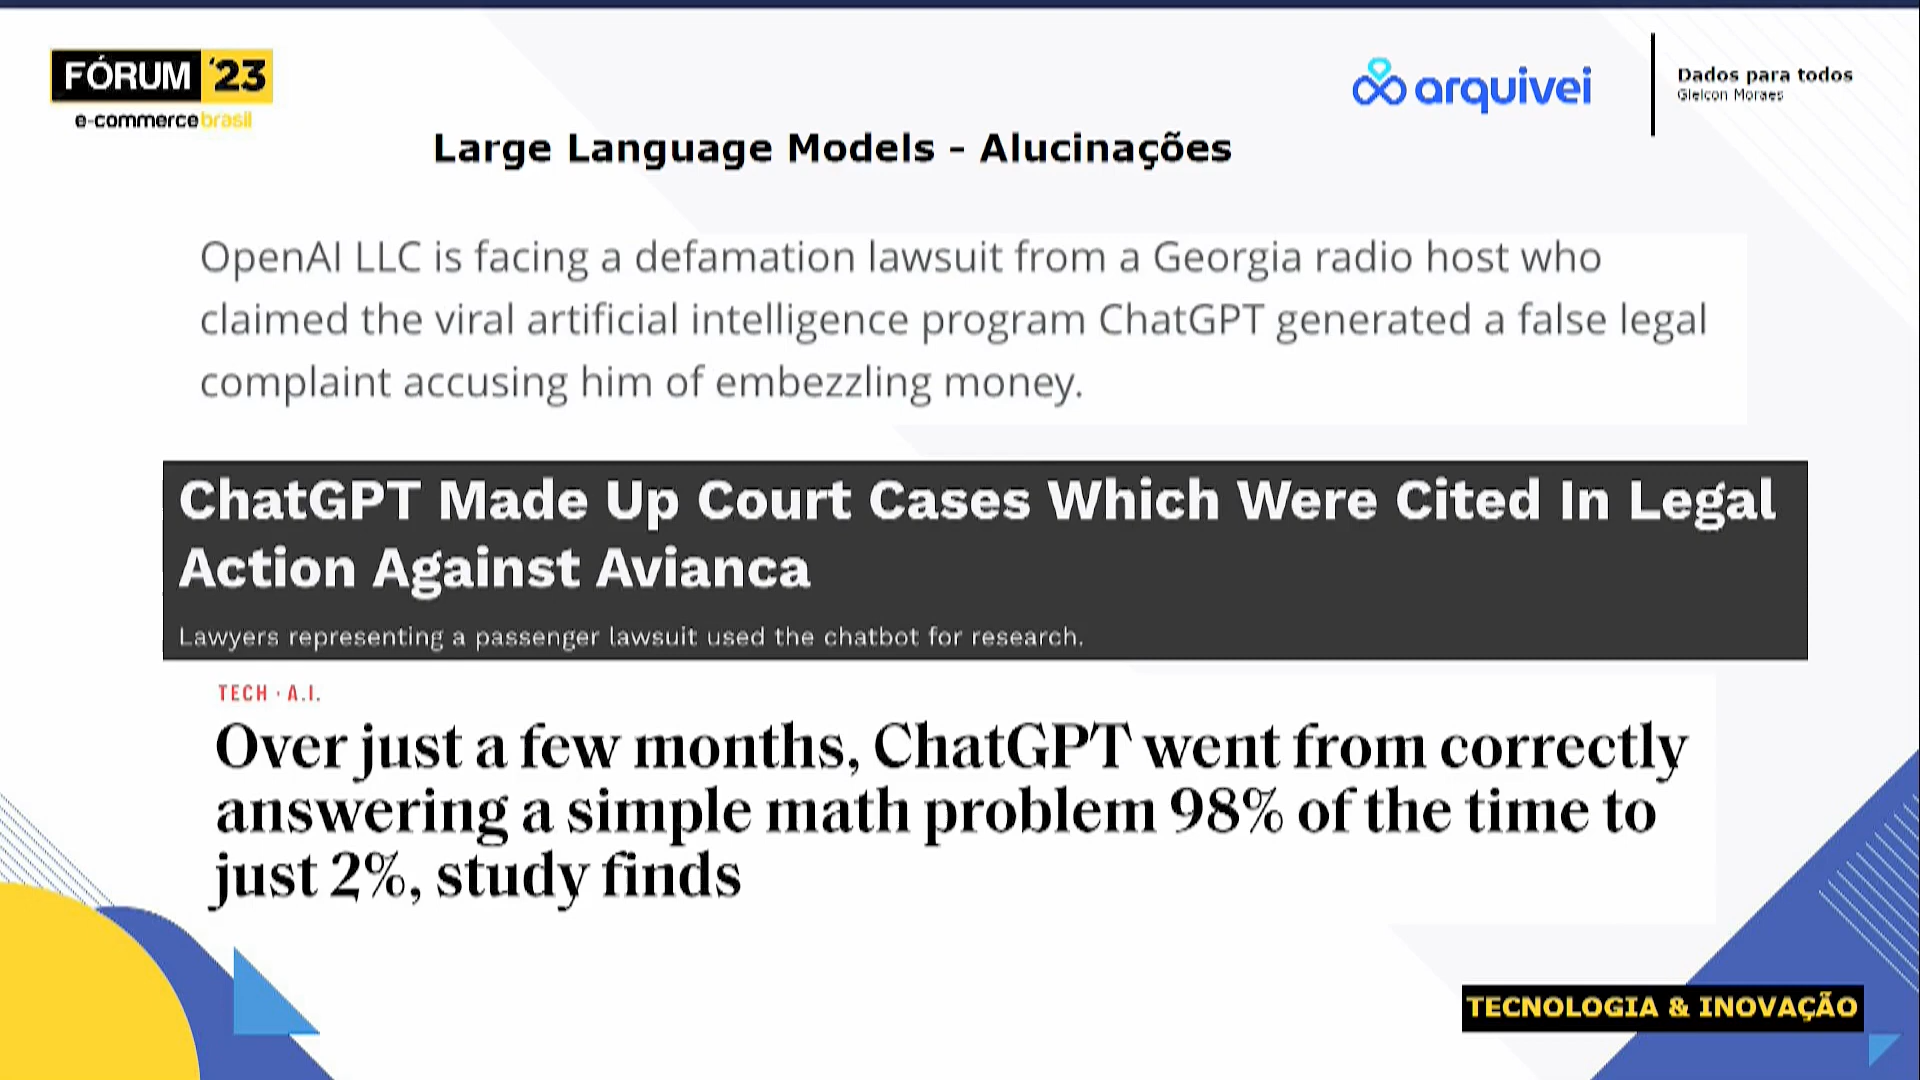 FÓRUM '23
e-commercebrasil
arquivei
Dados para todos
Gleicon Moraes
Large Language Models - Alucinações
OpenAI LLC is facing a defamation lawsuit from a Georgia radio host who
claimed the viral artificial intelligence program ChatGPT generated a false legal
complaint accusing him of embezzling money.
ChatGPT Made Up Court Cases Which Were Cited In Legal
Action Against Avianca
Lawyers representing a passenger lawsuit used the chatbot for research.
TECH · A.I.
Over just a few months, ChatGPT went from correctly
answering a simple math problem 98% of the time to
just 2%, study finds
TECNOLOGIA & INOVAÇÃO